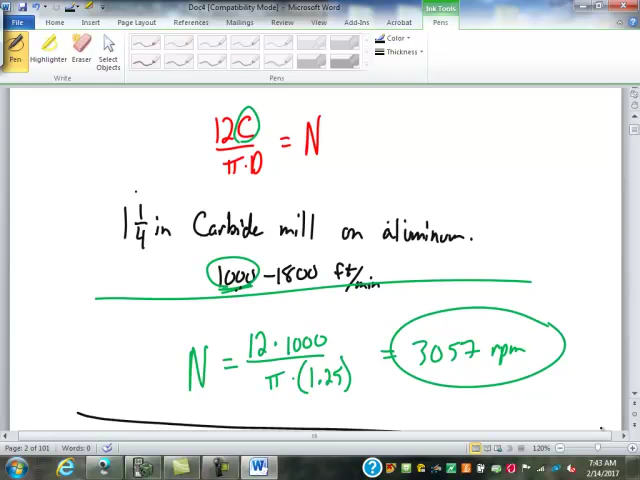 Doc4 [Compatibility Mode] - Microsoft Word
Ink Tools
File Home Insert Page Layout References Mailings Review View Add-Ins Acrobat Pens
Pen Highlighter Eraser Select Objects
Color
Thickness
Write Pens
12C / π·D = N
1 1/4 in Carbide mill on aluminum.
1000 - 1800 ft/min
N = 12·1000 / π·(1.25) = 3057 rpm
Page: 2 of 101 Words: 0 120%
7:43 AM
2/14/2017